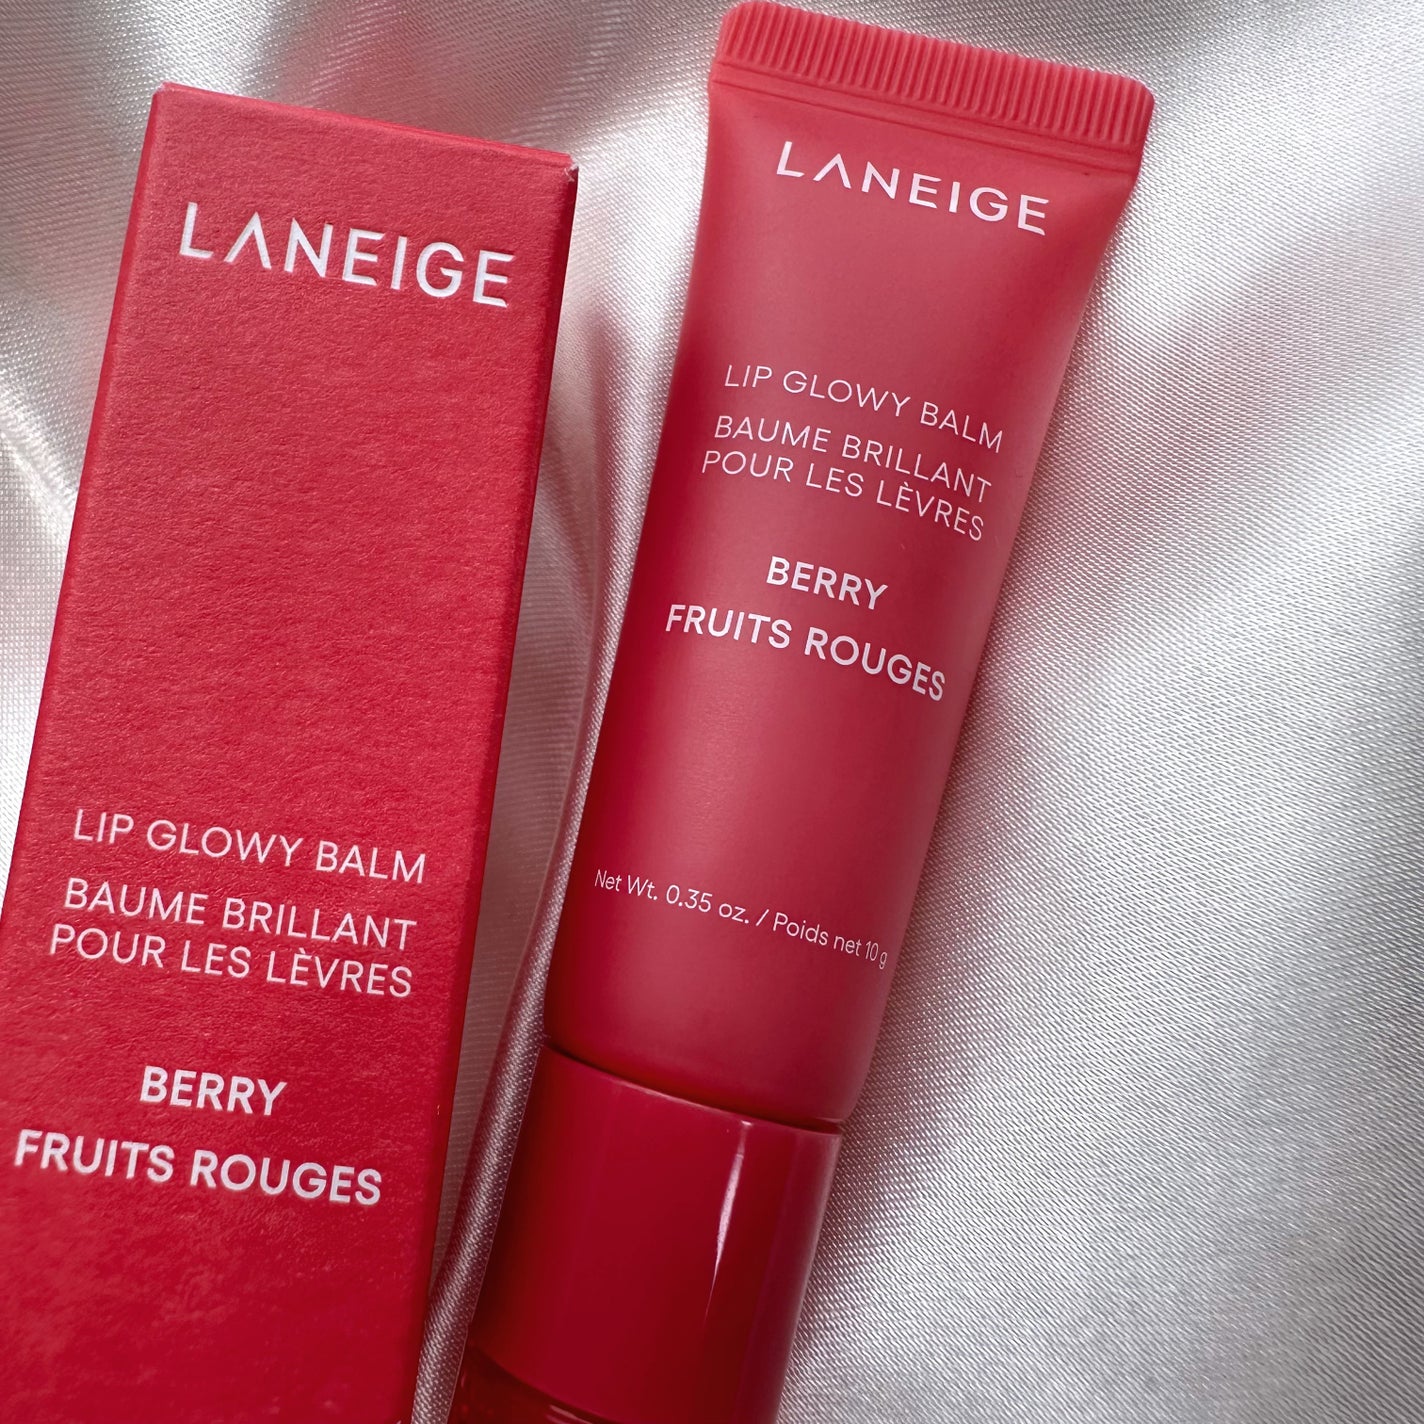 LANEIGE
LIP GLOWY BALM
BAUME BRILLANT
POUR LES LÈVRES
BERRY
FRUITS ROUGES
LANEIGE
LIP GLOWY BALM
BAUME BRILLANT
POUR LES LÈVRES
BERRY
FRUITS ROUGES
Net Wt. 0.35 oz. / Poids net 10 g